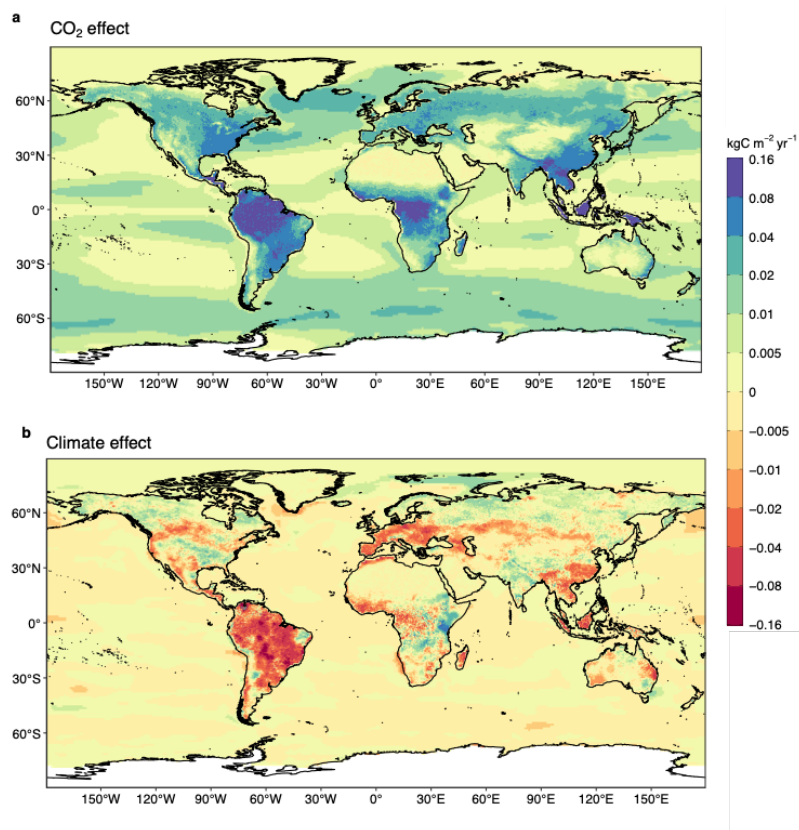 a
CO₂ effect
60°N
30°N
0°
30°S
60°S
150°W 120°W 90°W 60°W 30°W 0° 30°E 60°E 90°E 120°E 150°E
kgC m⁻² yr⁻¹
0.16
0.08
0.04
0.02
0.01
0.005
0
−0.005
−0.01
−0.02
−0.04
−0.08
−0.16
b
Climate effect
60°N
30°N
0°
30°S
60°S
150°W 120°W 90°W 60°W 30°W 0° 30°E 60°E 90°E 120°E 150°E